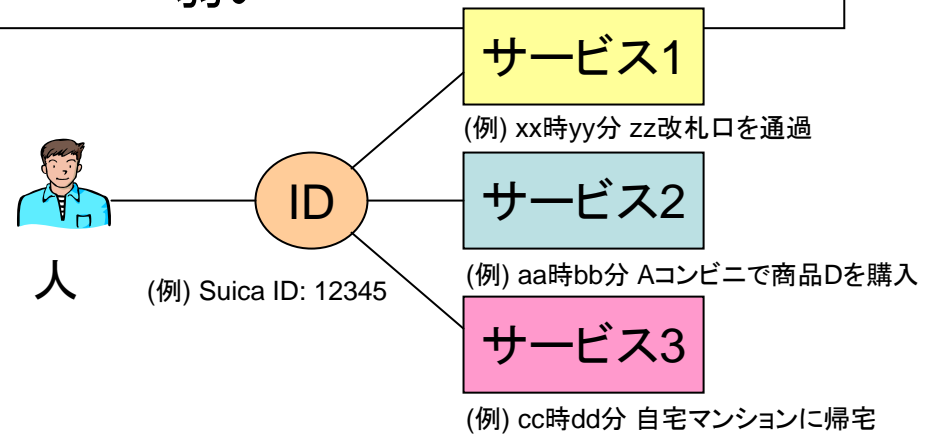 サービス1
(例) xx時yy分 zz改札口を通過
サービス2
ID
人
(例) Suica ID: 12345
(例) aa時bb分 Aコンビニで商品Dを購入
サービス3
(例) cc時dd分 自宅マンションに帰宅